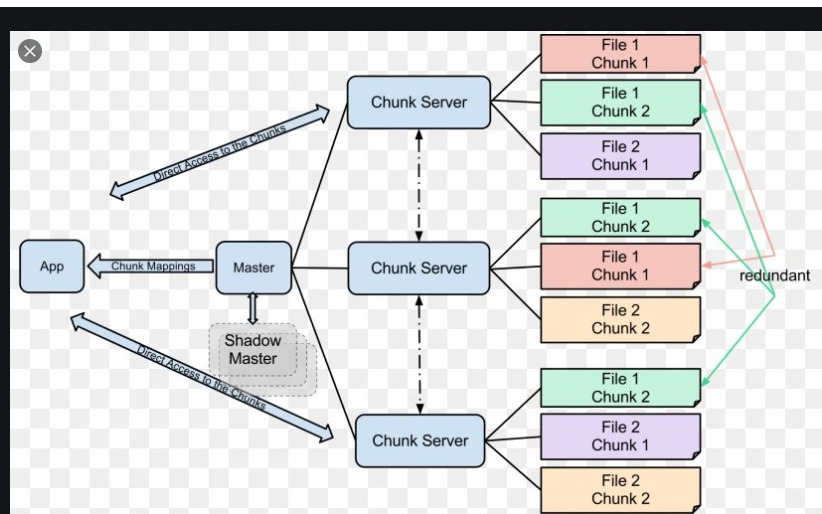 File 1
Chunk 1
Chunk Server
File 1
Chunk 2
Direct Access to the Chunks
File 2
Chunk 1
File 1
Chunk 2
App
Chunk Mappings
Master
Chunk Server
File 1
Chunk 1
redundant
File 2
Chunk 2
Shadow
Master
Direct Access to the Chunks
File 1
Chunk 2
Chunk Server
File 2
Chunk 1
File 2
Chunk 2